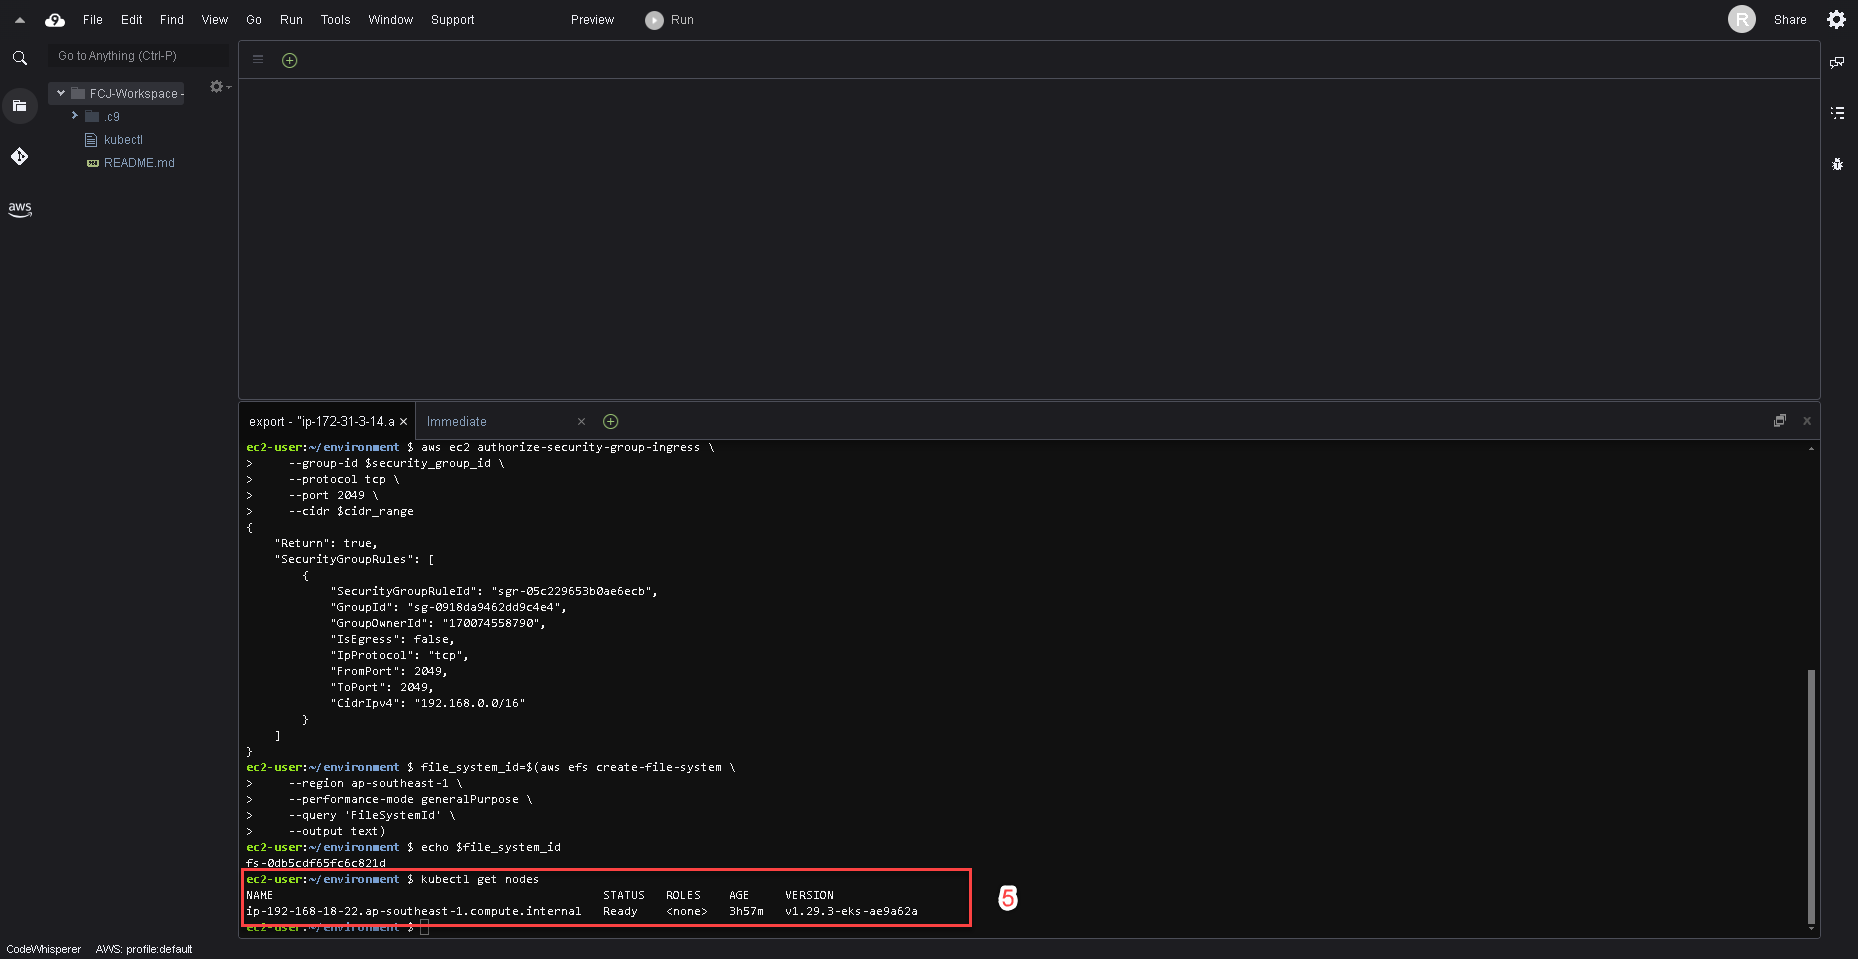 File Edit Find View Go Run Tools Window Support Preview Run R Share
Go to Anything (Ctrl-P)
FCJ-Workspace -
.c9
kubectl
README.md
aws
export - "ip-172-31-3-14.a
Immediate
ec2-user:~/environment $ aws ec2 authorize-security-group-ingress \
>     --group-id $security_group_id \
>     --protocol tcp \
>     --port 2049 \
>     --cidr $cidr_range
{
    "Return": true,
    "SecurityGroupRules": [
        {
            "SecurityGroupRuleId": "sgr-05c229653b0ae6ecb",
            "GroupId": "sg-0918da9462dd9c4e4",
            "GroupOwnerId": "170074558790",
            "IsEgress": false,
            "IpProtocol": "tcp",
            "FromPort": 2049,
            "ToPort": 2049,
            "CidrIpv4": "192.168.0.0/16"
        }
    ]
}
ec2-user:~/environment $ file_system_id=$(aws efs create-file-system \
>     --region ap-southeast-1 \
>     --performance-mode generalPurpose \
>     --query 'FileSystemId' \
>     --output text)
ec2-user:~/environment $ echo $file_system_id
fs-0db5cdf65fc6c821d
ec2-user:~/environment $ kubectl get nodes
NAME STATUS ROLES AGE VERSION
ip-192-168-18-22.ap-southeast-1.compute.internal Ready <none> 3h57m v1.29.3-eks-ae9a62a
5
ec2-user:~/environment $
CodeWhisperer AWS: profile:default